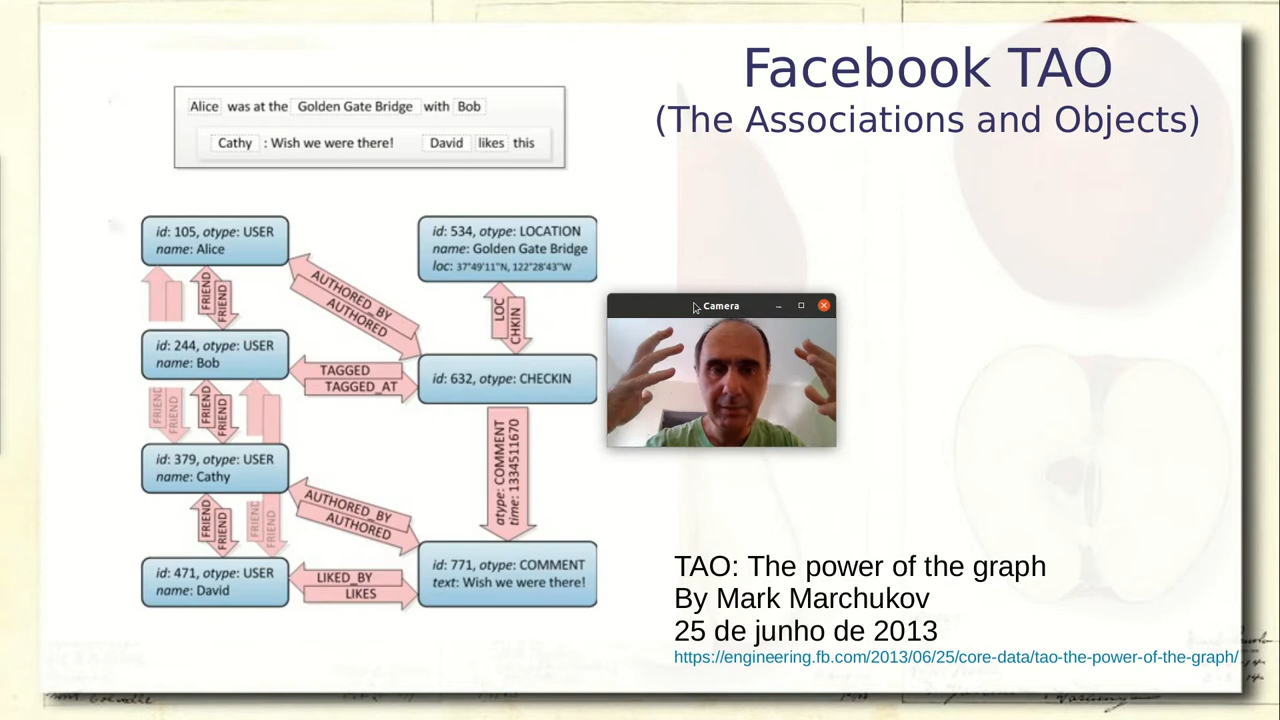 Facebook TAO
(The Associations and Objects)
Alice was at the Golden Gate Bridge with Bob
Cathy : Wish we were there! David likes this
id: 105, otype: USER
name: Alice
id: 534, otype: LOCATION
name: Golden Gate Bridge
loc: 37°49'11"N, 122°28'43"W
FRIEND
FRIEND
AUTHORED_BY
AUTHORED
LOC
CHKIN
Camera
id: 244, otype: USER
name: Bob
TAGGED
TAGGED_AT
id: 632, otype: CHECKIN
FRIEND
FRIEND
FRIEND
FRIEND
atype: COMMENT
time: 1334511670
id: 379, otype: USER
name: Cathy
AUTHORED_BY
AUTHORED
FRIEND
FRIEND
FRIEND
FRIEND
id: 471, otype: USER
name: David
LIKED_BY
LIKES
id: 771, otype: COMMENT
text: Wish we were there!
TAO: The power of the graph
By Mark Marchukov
25 de junho de 2013
https://engineering.fb.com/2013/06/25/core-data/tao-the-power-of-the-graph/